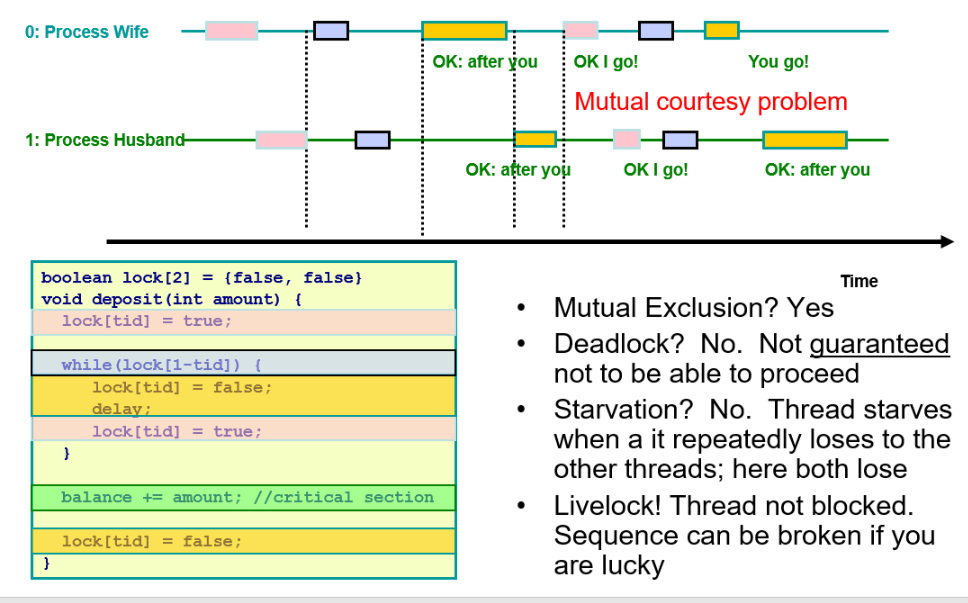 0: Process Wife
OK: after you
OK I go!
You go!
Mutual courtesy problem
1: Process Husband
OK: after you
OK I go!
OK: after you
Time
boolean lock[2] = {false, false}
void deposit(int amount) {
lock[tid] = true;
while(lock[1-tid]) {
lock[tid] = false;
delay;
lock[tid] = true;
}
balance += amount; //critical section
lock[tid] = false;
}
• Mutual Exclusion? Yes
• Deadlock? No. Not guaranteed
not to be able to proceed
• Starvation? No. Thread starves
when a it repeatedly loses to the
other threads; here both lose
• Livelock! Thread not blocked.
Sequence can be broken if you
are lucky